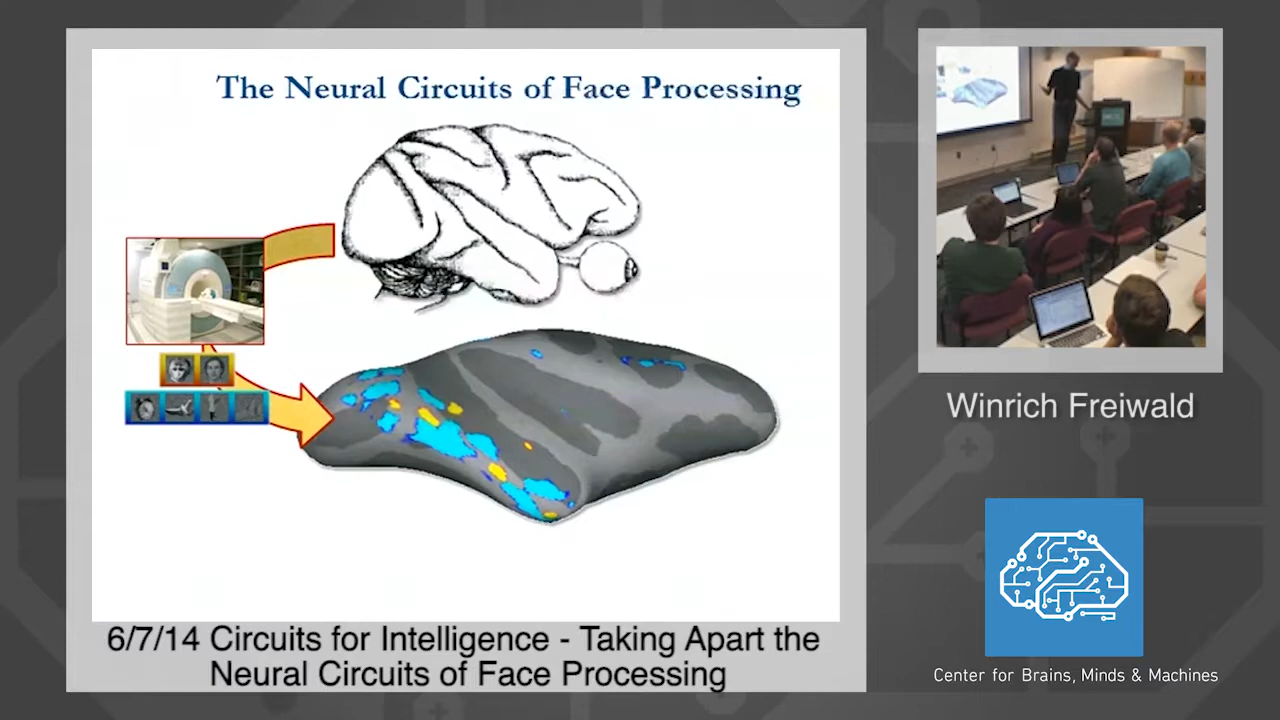 The Neural Circuits of Face Processing
6/7/14 Circuits for Intelligence - Taking Apart the
Neural Circuits of Face Processing
Winrich Freiwald
Center for Brains, Minds & Machines